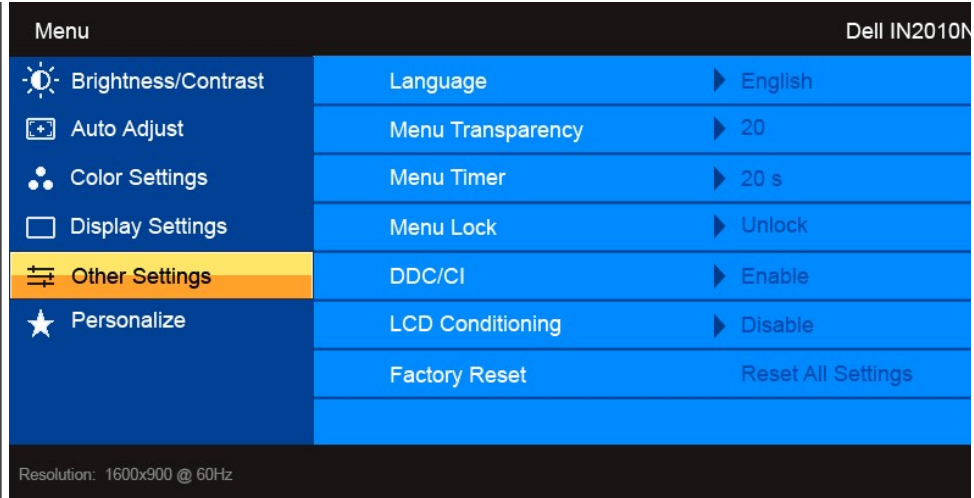 Menu Dell IN2010N
Brightness/Contrast Language English
Auto Adjust Menu Transparency 20
Color Settings Menu Timer 20 s
Display Settings Menu Lock Unlock
Other Settings DDC/CI Enable
Personalize LCD Conditioning Disable
Factory Reset Reset All Settings
Resolution: 1600x900 @ 60Hz